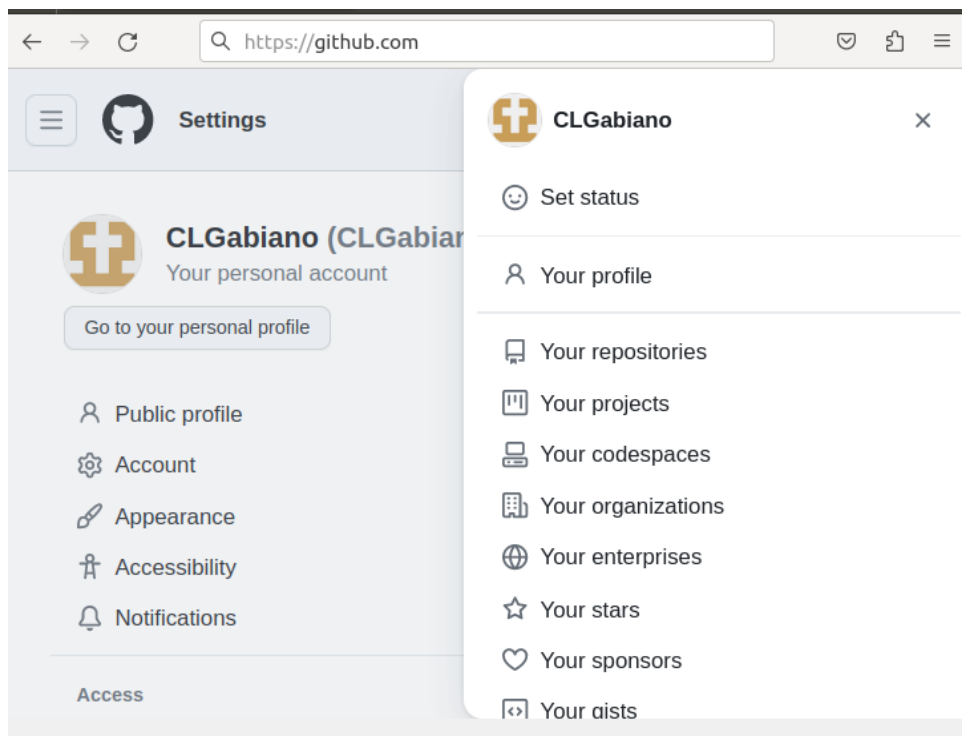 https://github.com
Settings
CLGabiano (CLGabiar
Your personal account
Go to your personal profile
Public profile
Account
Appearance
Accessibility
Notifications
Access
CLGabiano
Set status
Your profile
Your repositories
Your projects
Your codespaces
Your organizations
Your enterprises
Your stars
Your sponsors
Your gists